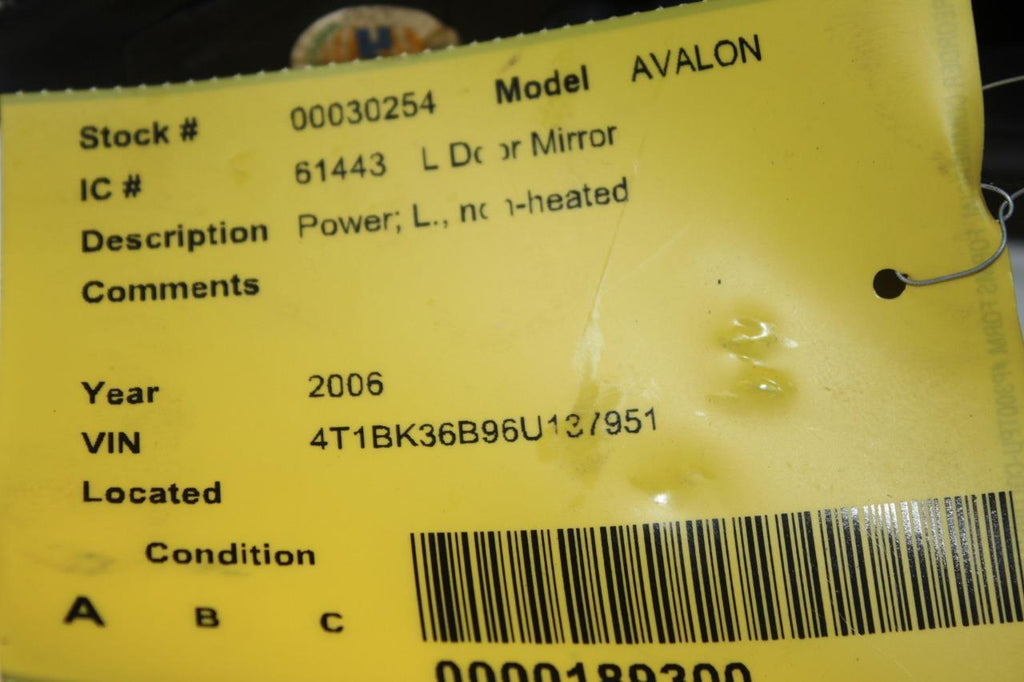 Stock # 00030254 Model AVALON
IC # 61443 L Door Mirror
Description Power; L., non-heated
Comments
Year 2006
VIN 4T1BK36B96U137951
Located
Condition
A B C
0000189300